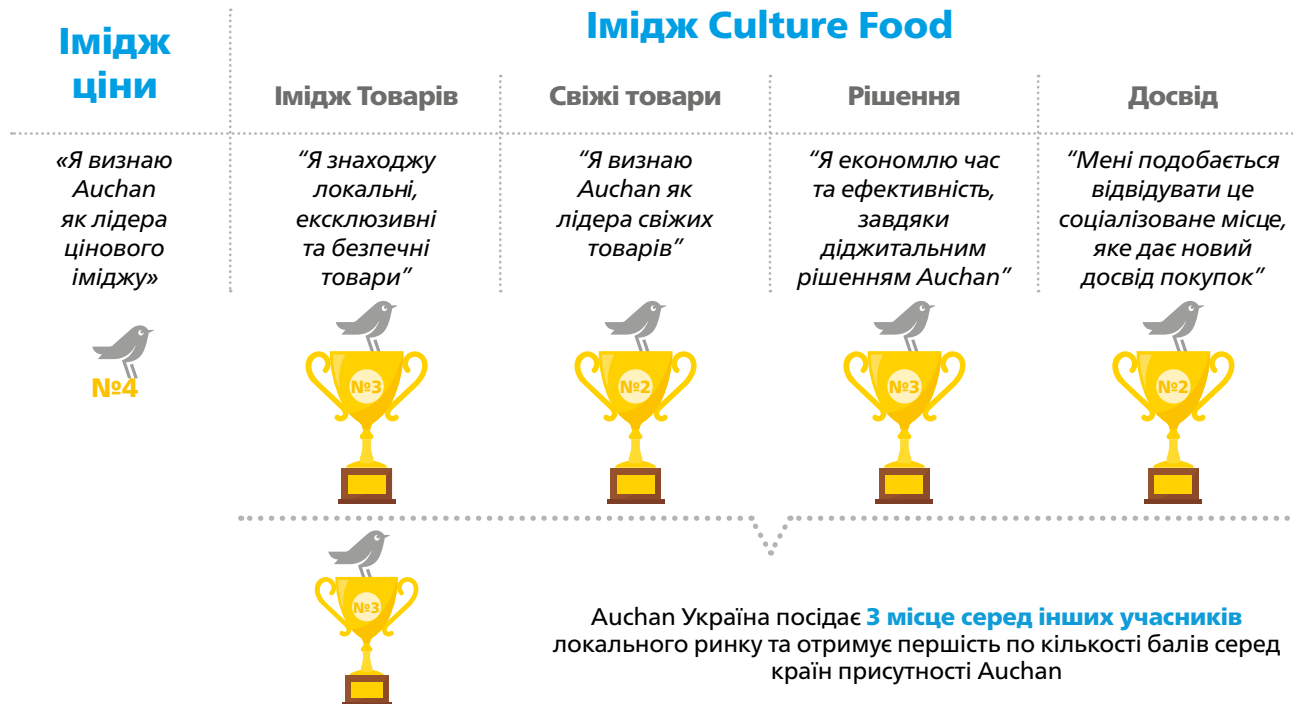 Імідж
ціни
Імідж Culture Food
Імідж Товарів
Свіжі товари
Рішення
Досвід
«Я визнаю
Auchan
як лідера
цінового
іміджу»
“Я знаходжу
локальні,
ексклюзивні
та безпечні
товари”
“Я визнаю
Auchan як
лідера свіжих
товарів”
“Я економлю час
та ефективність,
завдяки
діджитальним
рішенням Auchan”
“Мені подобається
відвідувати це
соціалізоване місце,
яке дає новий
досвід покупок”
№4
№3
№2
№3
№2
№3
Auchan Україна посідає 3 місце серед інших учасників
локального ринку та отримує першість по кількості балів серед
країн присутності Auchan